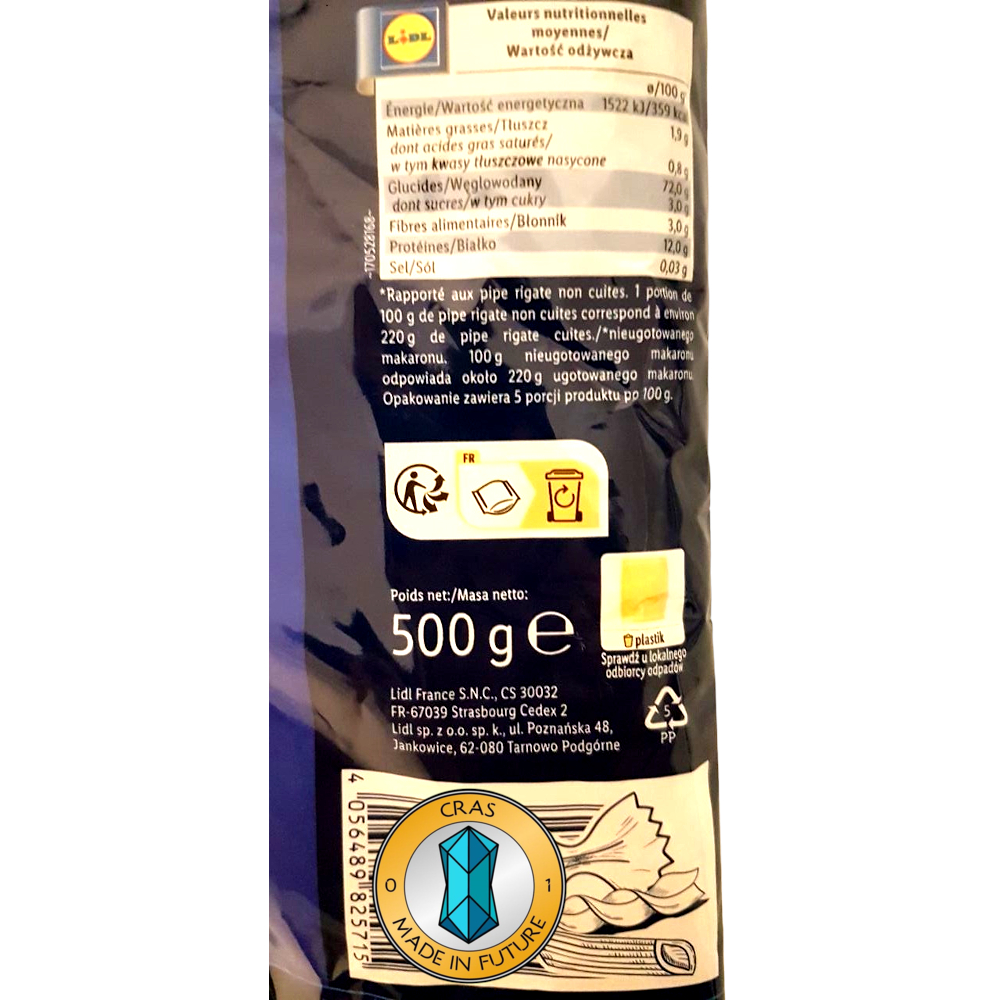 LIDL
Valeurs nutritionnelles
moyennes/
Wartość odżywcza
ø/100 g
Énergie/Wartość energetyczna 1522 kJ/359 kcal
Matières grasses/Tłuszcz 1,9 g
dont acides gras saturés/
w tym kwasy tłuszczowe nasycone 0,8 g
Glucides/Węglowodany 72,0 g
dont sucres/w tym cukry 3,0 g
Fibres alimentaires/Błonnik 3,0 g
Protéines/Białko 12,0 g
Sel/Sól 0,03 g
-170528168-
*Rapporté aux pipe rigate non cuites. 1 portion de
100 g de pipe rigate non cuites correspond à environ
220 g de pipe rigate cuites./*nieugotowanego
makaronu. 100 g nieugotowanego makaronu
odpowiada około 220 g ugotowanego makaronu.
Opakowanie zawiera 5 porcji produktu po 100 g.
FR
Poids net:/Masa netto:
500 g e
plastik
Sprawdź u lokalnego
odbiorcy odpadów
Lidl France S.N.C., CS 30032
FR-67039 Strasbourg Cedex 2
Lidl sp. z o.o. sp. k., ul. Poznańska 48,
Jankowice, 62-080 Tarnowo Podgórne
5
PP
4 056489 825715
CRAS
0 1
MADE IN FUTURE